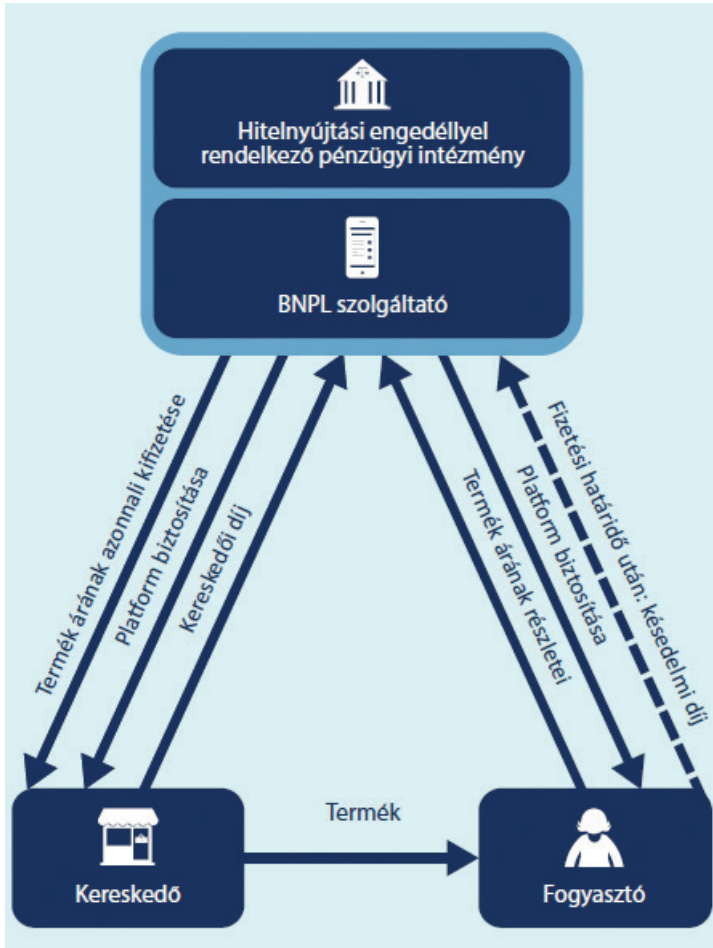 Hitelnyújtási engedéllyel
rendelkező pénzügyi intézmény
BNPL szolgáltató
Termék árának azonnali kifizetése
Platform biztosítása
Kereskedői díj
Termék árának részletei
Platform biztosítása
Fizetési határidő után: késedelmi díj
Termék
Kereskedő
Fogyasztó